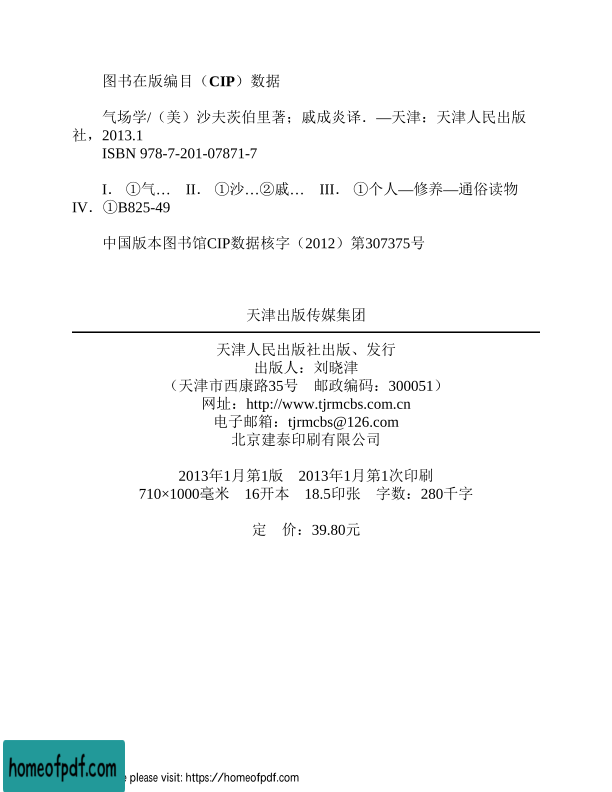 图书在版编目（CIP）数据
气场学/（美）沙夫茨伯里著；戚成炎译．—天津：天津人民出版
社，2013.1
ISBN 978-7-201-07871-7
I． ①气… II． ①沙…②戚… III． ①个人—修养—通俗读物
IV．①B825-49
中国版本图书馆CIP数据核字（2012）第307375号
天津出版传媒集团
天津人民出版社出版、发行
出版人：刘晓津
（天津市西康路35号 邮政编码：300051）
网址：http://www.tjrmcbs.com.cn
电子邮箱：tjrmcbs@126.com
北京建泰印刷有限公司
2013年1月第1版 2013年1月第1次印刷
710×1000毫米 16开本 18.5印张 字数：280千字
定 价：39.80元
homeofpdf.com
please visit: https://homeofpdf.com